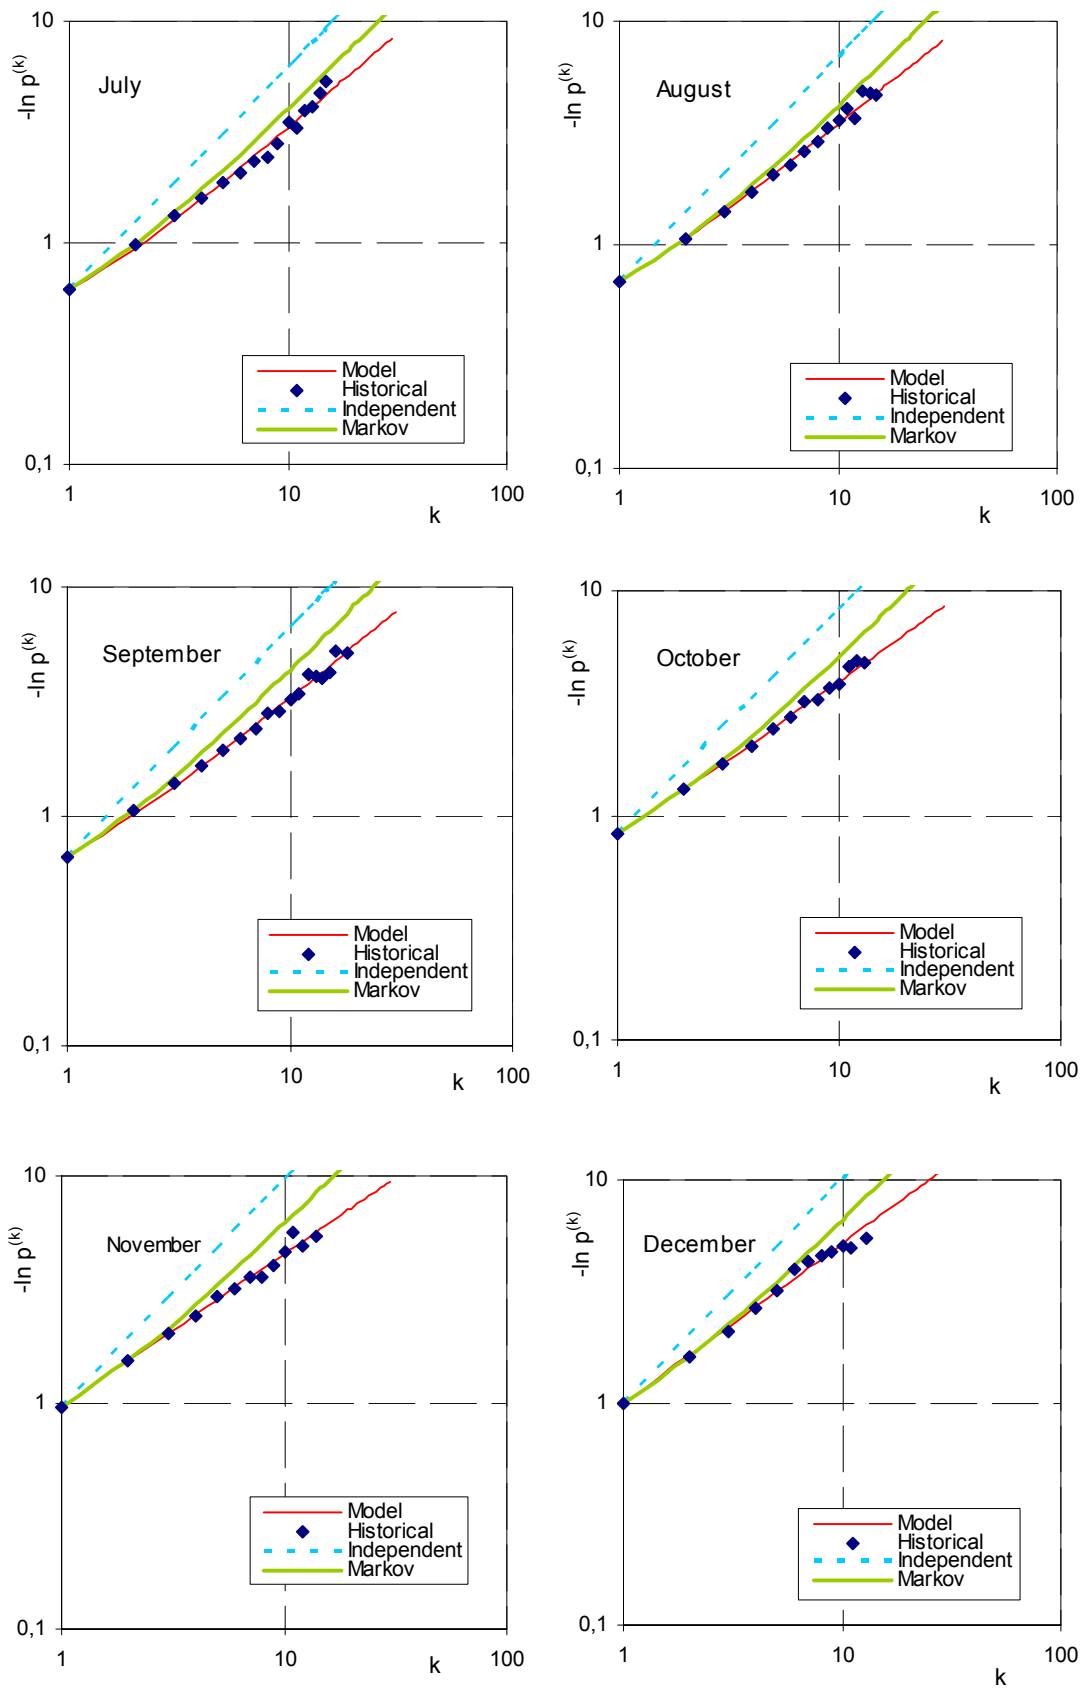 10
-ln p(k)
July
1
Model
Historical
Independent
Markov
0,1
1
10
100
k
10
-ln p(k)
August
1
Model
Historical
Independent
Markov
0,1
1
10
100
k
10
-ln p(k)
September
1
Model
Historical
Independent
Markov
0,1
1
10
100
k
10
-ln p(k)
October
1
Model
Historical
Independent
Markov
0,1
1
10
100
k
10
-ln p(k)
November
1
Model
Historical
Independent
Markov
0,1
1
10
100
k
10
-ln p(k)
December
1
Model
Historical
Independent
Markov
0,1
1
10
100
k